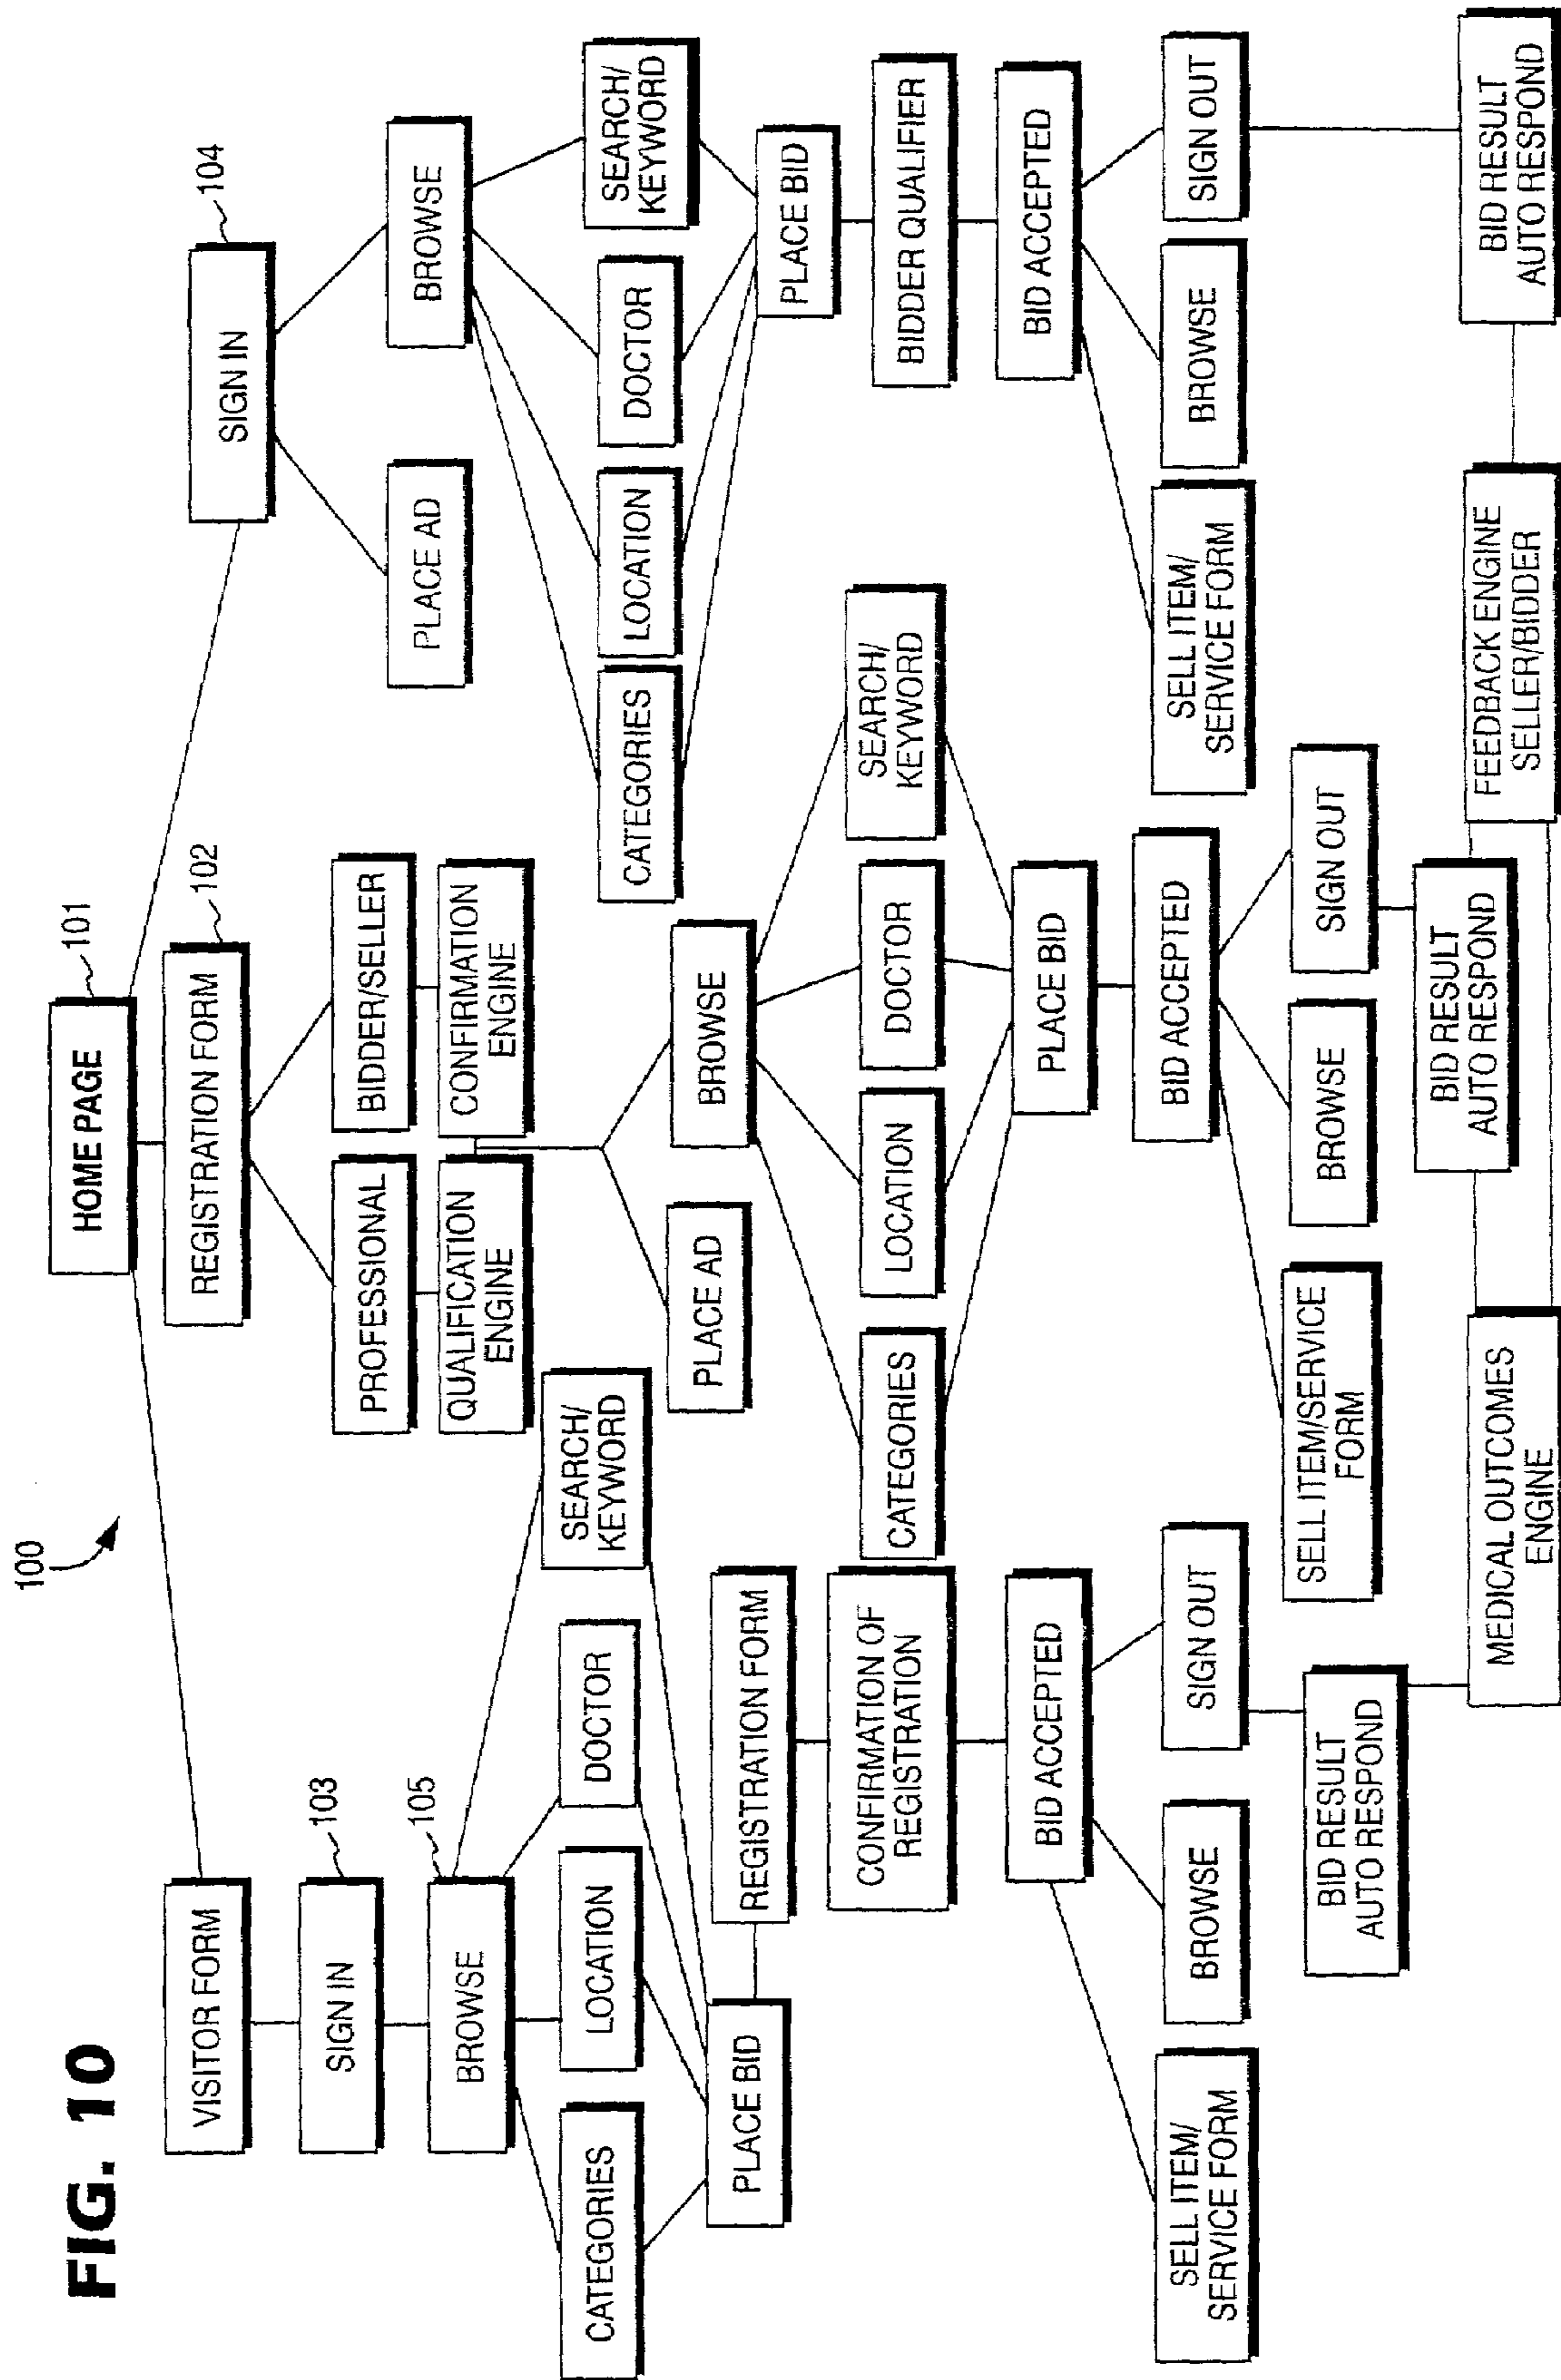 FIG. 10
100
HOME PAGE
101
VISITOR FORM
REGISTRATION FORM
102
SIGN IN
104
SIGN IN
103
PROFESSIONAL
BIDDER/SELLER
PLACE AD
BROWSE
BROWSE
105
QUALIFICATION
ENGINE
CONFIRMATION
ENGINE
CATEGORIES
LOCATION
DOCTOR
SEARCH/
KEYWORD
CATEGORIES
LOCATION
DOCTOR
SEARCH/
KEYWORD
PLACE AD
BROWSE
PLACE BID
REGISTRATION FORM
PLACE BID
CATEGORIES
LOCATION
DOCTOR
SEARCH/
KEYWORD
CONFIRMATION OF
REGISTRATION
BIDDER QUALIFIER
BID ACCEPTED
PLACE BID
BID ACCEPTED
SELL ITEM/
SERVICE FORM
BROWSE
SIGN OUT
BID ACCEPTED
SELL ITEM/
SERVICE FORM
BROWSE
SIGN OUT
BID RESULT
AUTO RESPOND
SELL ITEM/SERVICE
FORM
BROWSE
SIGN OUT
BID RESULT
AUTO RESPOND
MEDICAL OUTCOMES
ENGINE
FEEDBACK ENGINE
SELLER/BIDDER
BID RESULT
AUTO RESPOND